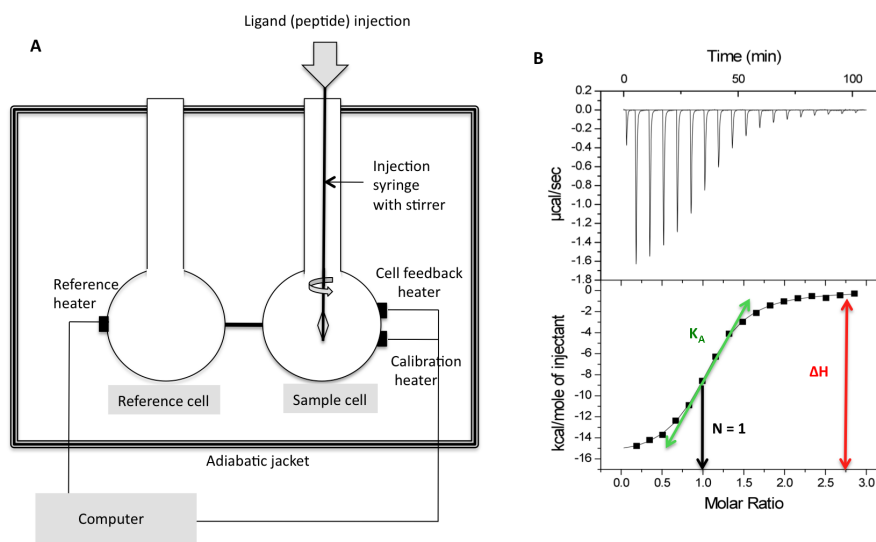 Ligand (peptide) injection
A
Injection
syringe
with stirrer
Reference
heater
Cell feedback
heater
Calibration
heater
Reference cell
Sample cell
Adiabatic jacket
Computer
B
Time (min)
0 50 100
0.2
0.0
-0.2
-0.4
-0.6
-0.8
-1.0
-1.2
-1.4
-1.6
-1.8
µcal/sec
0
-2
-4
-6
-8
-10
-12
-14
-16
kcal/mole of injectant
KA
N = 1
ΔH
0.0 0.5 1.0 1.5 2.0 2.5 3.0
Molar Ratio